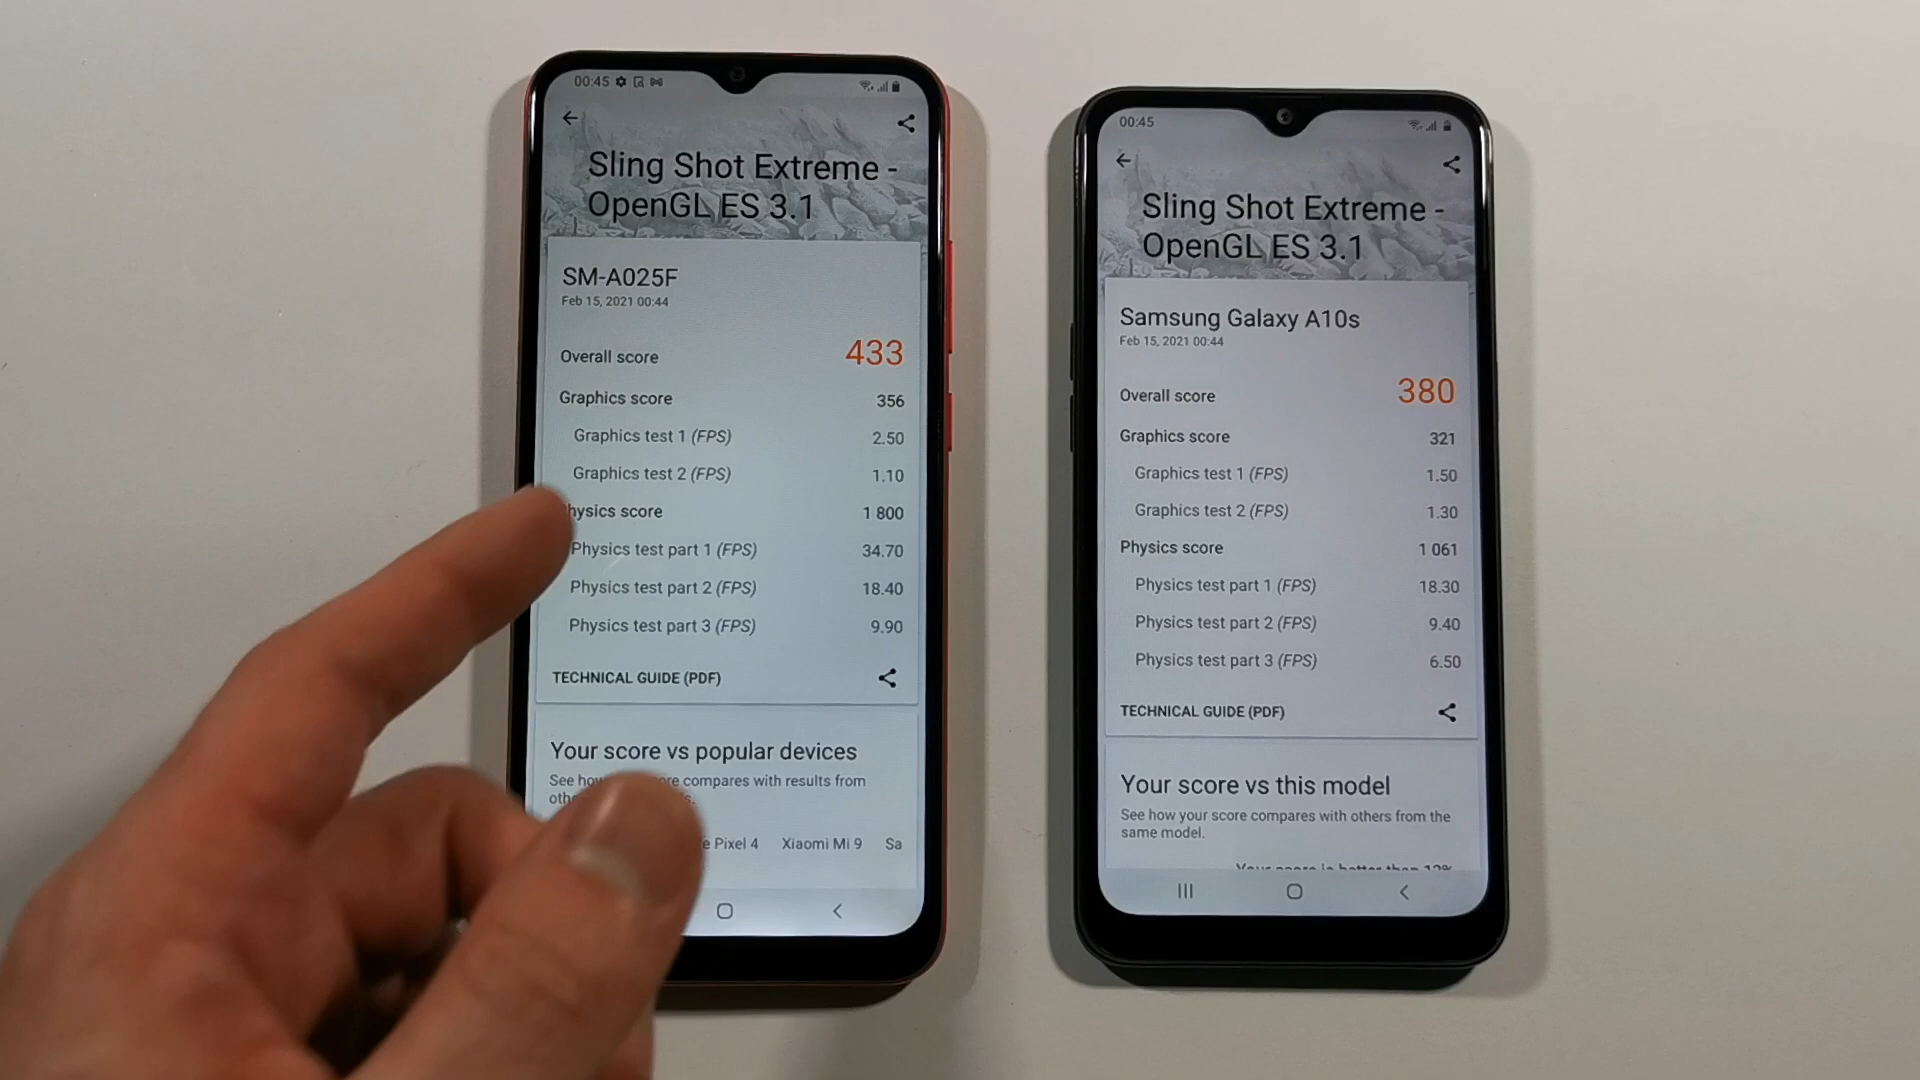 00:45
Sling Shot Extreme -
OpenGL ES 3.1
SM-A025F
Feb 15, 2021 00:44
Overall score 433
Graphics score 356
Graphics test 1 (FPS) 2.50
Graphics test 2 (FPS) 1.10
hysics score 1 800
Physics test part 1 (FPS) 34.70
Physics test part 2 (FPS) 18.40
Physics test part 3 (FPS) 9.90
TECHNICAL GUIDE (PDF)
Your score vs popular devices
See how re compares with results from
oth s.
e Pixel 4 Xiaomi Mi 9 Sa
00:45
Sling Shot Extreme -
OpenGL ES 3.1
Samsung Galaxy A10s
Feb 15, 2021 00:44
Overall score 380
Graphics score 321
Graphics test 1 (FPS) 1.50
Graphics test 2 (FPS) 1.30
Physics score 1 061
Physics test part 1 (FPS) 18.30
Physics test part 2 (FPS) 9.40
Physics test part 3 (FPS) 6.50
TECHNICAL GUIDE (PDF)
Your score vs this model
See how your score compares with others from the
same model.
Your score is better than 12%